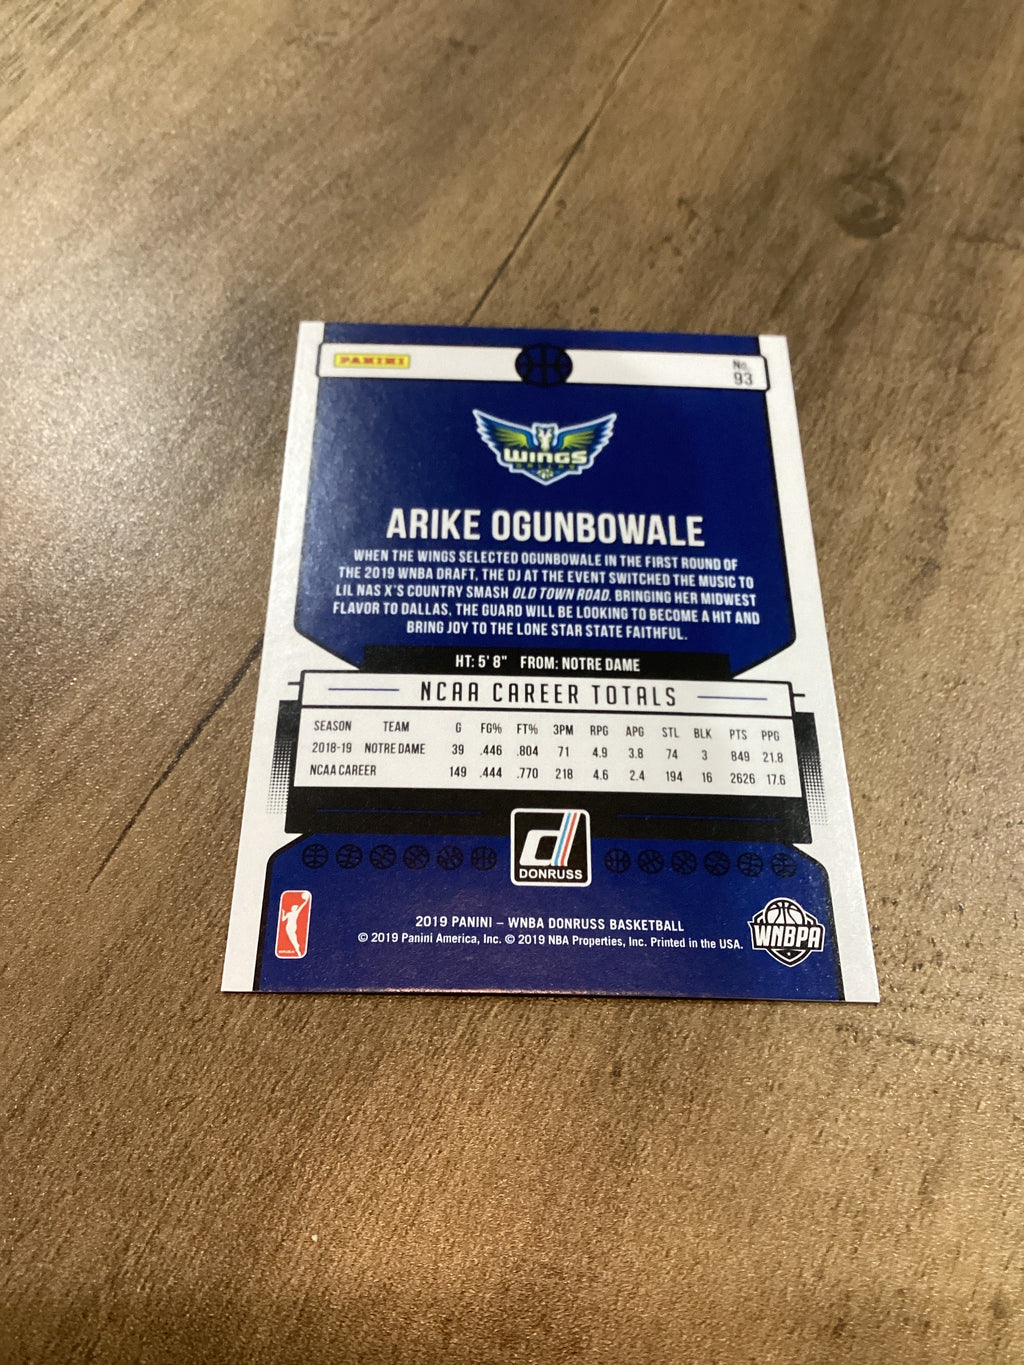 PANINI
No.
93
WINGS
DALLAS
ARIKE OGUNBOWALE
WHEN THE WINGS SELECTED OGUNBOWALE IN THE FIRST ROUND OF
THE 2019 WNBA DRAFT, THE DJ AT THE EVENT SWITCHED THE MUSIC TO
LIL NAS X'S COUNTRY SMASH OLD TOWN ROAD. BRINGING HER MIDWEST
FLAVOR TO DALLAS, THE GUARD WILL BE LOOKING TO BECOME A HIT AND
BRING JOY TO THE LONE STAR STATE FAITHFUL.
HT: 5' 8" FROM: NOTRE DAME
NCAA CAREER TOTALS
SEASON TEAM G FG% FT% 3PM RPG APG STL BLK PTS PPG
2018-19 NOTRE DAME 39 .446 .804 71 4.9 3.8 74 3 849 21.8
NCAA CAREER 149 .444 .770 218 4.6 2.4 194 16 2626 17.6
d
DONRUSS
2019 PANINI – WNBA DONRUSS BASKETBALL
© 2019 Panini America, Inc. © 2019 NBA Properties, Inc. Printed in the USA.
WNBPA